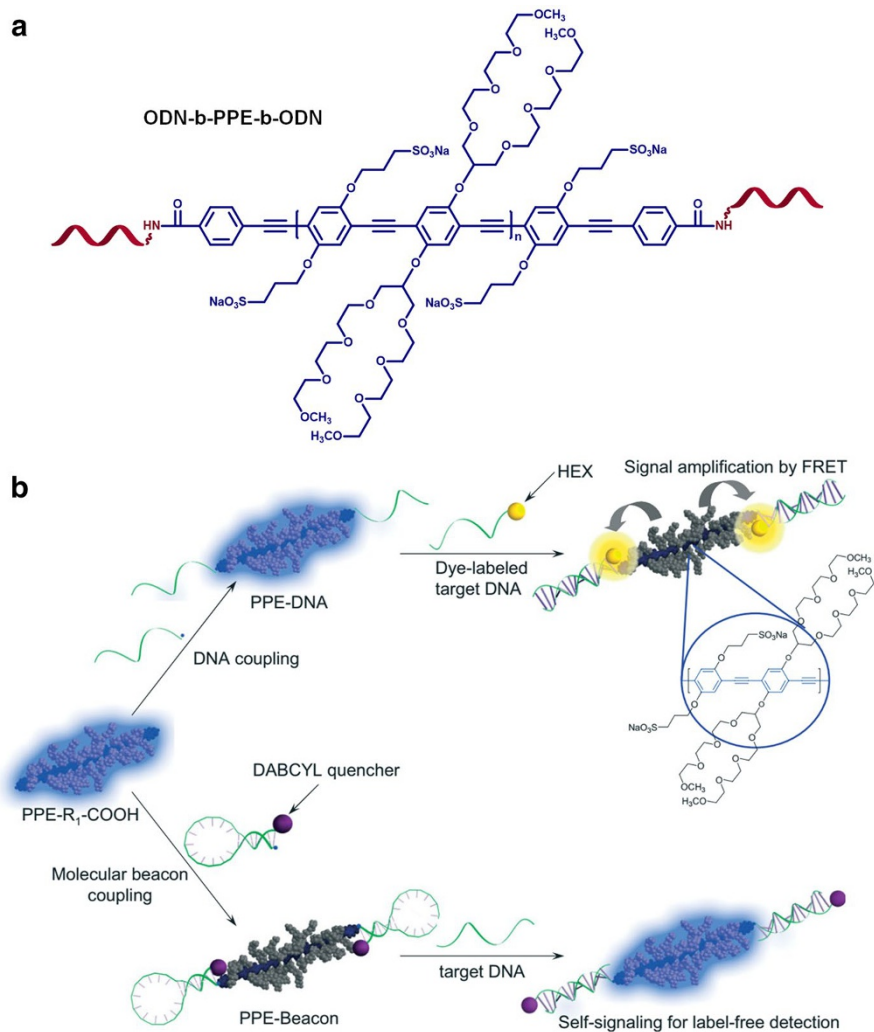 a
OCH₃
H₃CO
O
O
O
O
ODN-b-PPE-b-ODN
O
O
O
O
SO₃Na
SO₃Na
O
O
O
O
HN
n
NH
O
O
O
NaO₃S
NaO₃S
O
O
O
O
O
O
OCH₃
O
H₃CO
b
HEX
Signal amplification by FRET
Dye-labeled
target DNA
PPE-DNA
DNA coupling
OCH₃
H₃CO
SO₃Na
NaO₃S
OCH₃
H₃CO
DABCYL quencher
PPE-R₁-COOH
Molecular beacon
coupling
target DNA
PPE-Beacon
Self-signaling for label-free detection